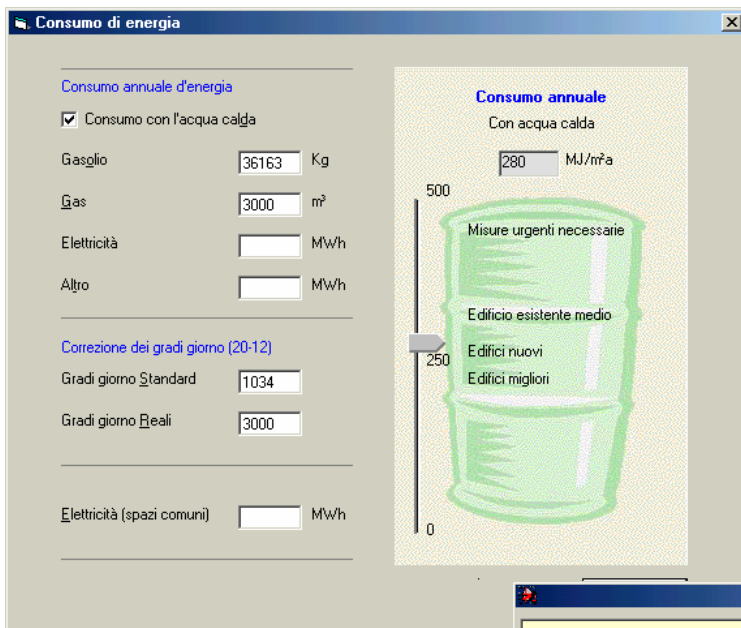 Consumo di energia
Consumo annuale d'energia
Consumo con l'acqua calda
Gasolio 36163 Kg
Gas 3000 m³
Elettricità MWh
Altro MWh
Correzione dei gradi giorno (20-12)
Gradi giorno Standard 1034
Gradi giorno Reali 3000
Elettricità (spazi comuni) MWh
Consumo annuale
Con acqua calda
280 MJ/m²a
500
Misure urgenti necessarie
Edificio esistente medio
Edifici nuovi
250
Edifici migliori
0